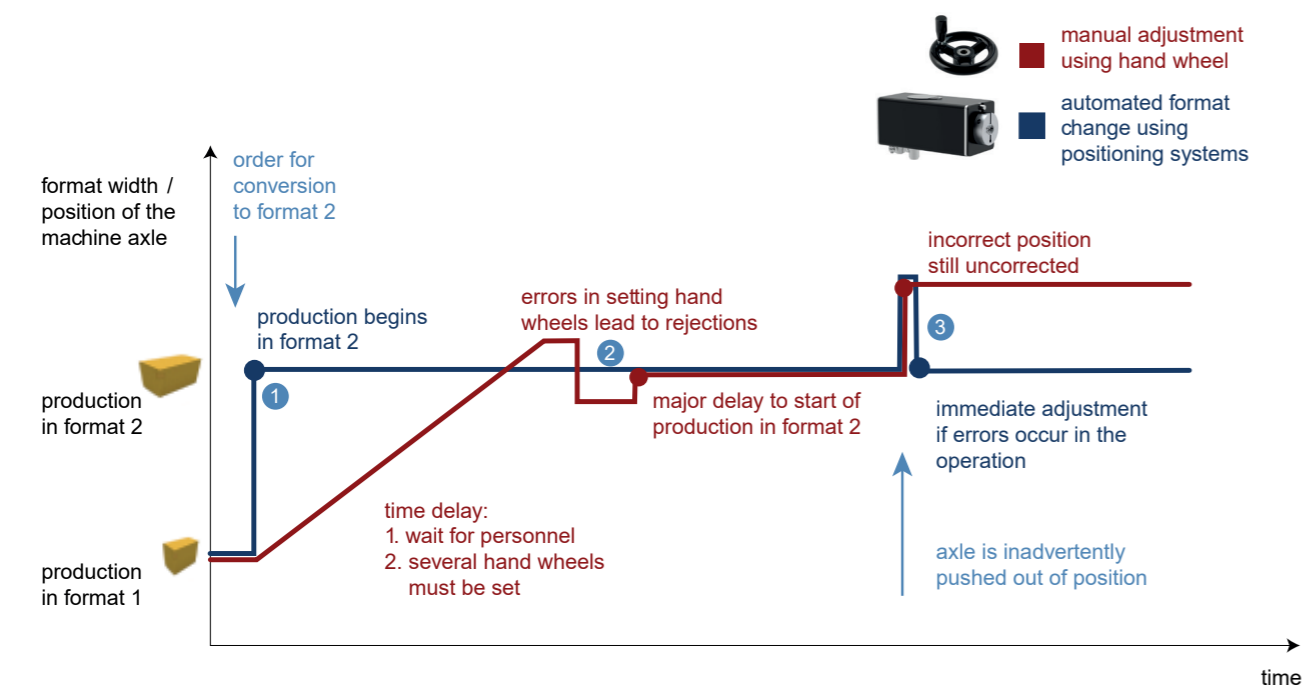 manual adjustment
using hand wheel
automated format
change using
positioning systems
format width /
position of the
machine axle
order for
conversion
to format 2
incorrect position
still uncorrected
production begins
in format 2
errors in setting hand
wheels lead to rejections
1
2
3
production
in format 2
major delay to start of
production in format 2
immediate adjustment
if errors occur in the
operation
time delay:
1. wait for personnel
2. several hand wheels
must be set
axle is inadvertently
pushed out of position
production
in format 1
time